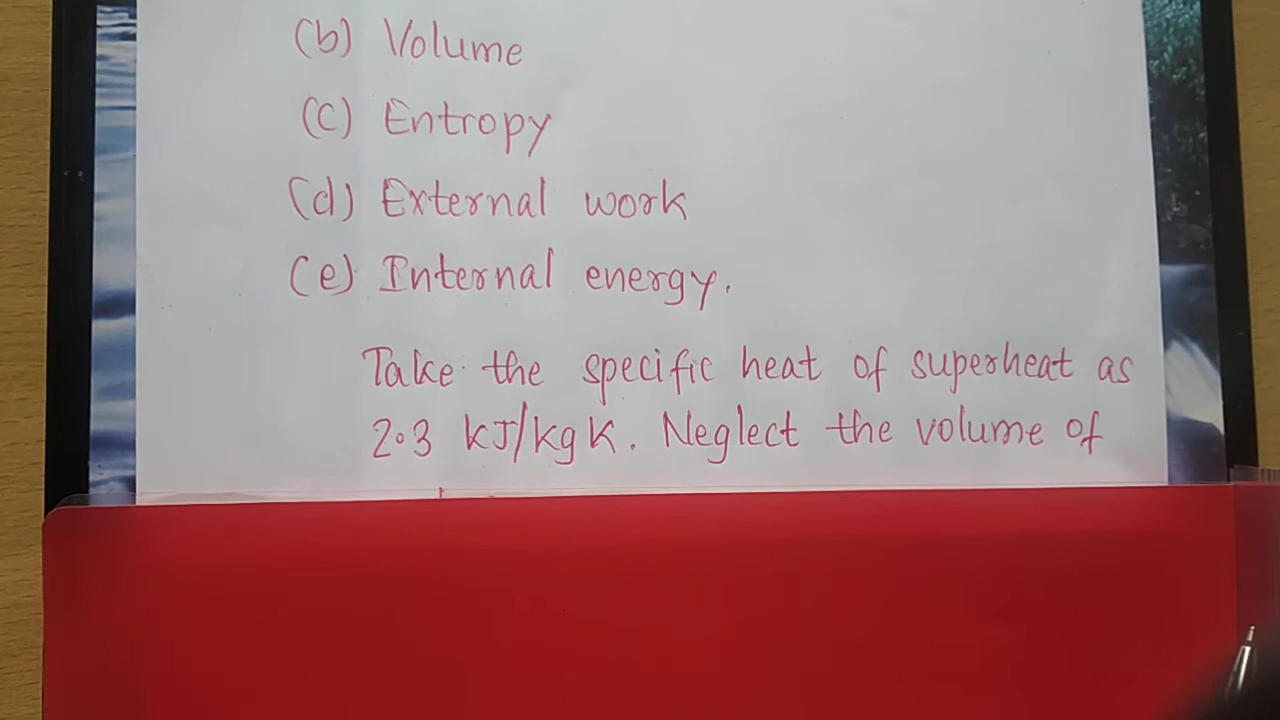 (b) Volume
(c) Entropy
(d) External work
(e) Internal energy.
Take the specific heat of superheat as
2.3 kJ/kg K. Neglect the volume of